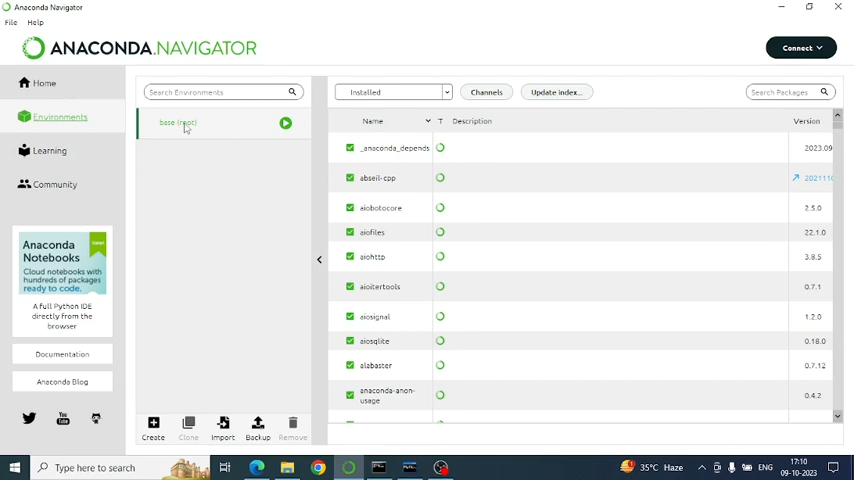 Anaconda Navigator
File Help
ANACONDA.NAVIGATOR
Connect
Home
Environments
Learning
Community
Anaconda
Notebooks
Cloud notebooks with
hundreds of packages
ready to code.
A full Python IDE
directly from the
browser
Documentation
Anaconda Blog
Search Environments
base (root)
Create Clone Import Backup Remove
Installed Channels Update index... Search Packages
Name T Description Version
_anaconda_depends 2023.09
abseil-cpp 2021110
aiobotocore 2.5.0
aiofiles 22.1.0
aiohttp 3.8.5
aioitertools 0.7.1
aiosignal 1.2.0
aiosqlite 0.18.0
alabaster 0.7.12
anaconda-anon-
usage 0.4.2
Type here to search
35°C Haze
ENG
17:10
09-10-2023